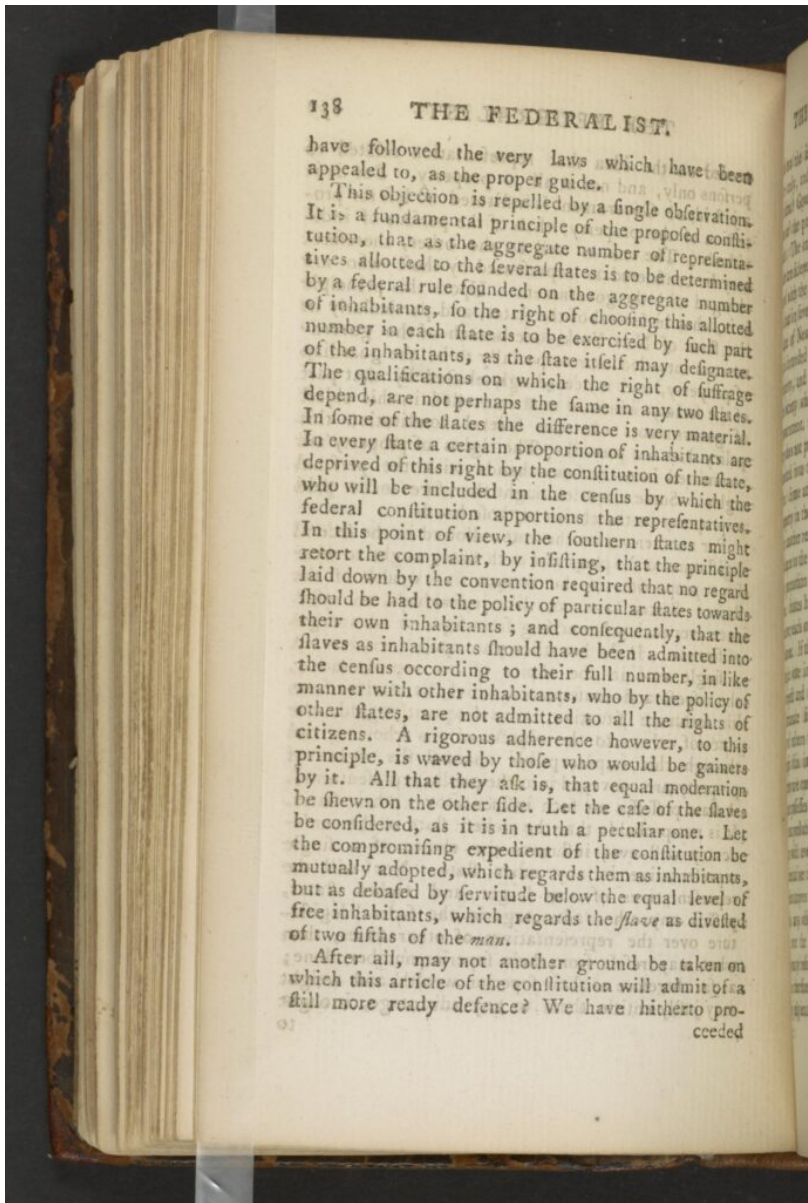 138 THE FEDERALIST.
have followed the very laws which have been
appealed to, as the proper guide.
This objection is repelled by a ſingle obſervation.
It is a fundamental principle of the propoſed conſti-
tution, that as the aggregate number of repreſenta-
tives allotted to the ſeveral ſtates is to be determined
by a federal rule founded on the aggregate number
of inhabitants, ſo the right of chooſing this allotted
number in each ſtate is to be exerciſed by ſuch part
of the inhabitants, as the ſtate itſelf may deſignate.
The qualifications on which the right of ſuffrage
depend, are not perhaps the ſame in any two ſtates.
In ſome of the ſtates the difference is very material.
In every ſtate a certain proportion of inhabitants are
deprived of this right by the conſtitution of the ſtate,
who will be included in the cenſus by which the
federal conſtitution apportions the repreſentatives.
In this point of view, the ſouthern ſtates might
retort the complaint, by inſiſting, that the principle
laid down by the convention required that no regard
ſhould be had to the policy of particular ſtates towards
their own inhabitants ; and conſequently, that the
ſlaves as inhabitants ſhould have been admitted into
the cenſus occording to their full number, in like
manner with other inhabitants, who by the policy of
other ſtates, are not admitted to all the rights of
citizens. A rigorous adherence however, to this
principle, is waved by thoſe who would be gainers
by it. All that they aſk is, that equal moderation
be ſhewn on the other ſide. Let the caſe of the ſlaves
be conſidered, as it is in truth a peculiar one. Let
the compromiſing expedient of the conſtitution be
mutually adopted, which regards them as inhabitants,
but as debaſed by ſervitude below the equal level of
free inhabitants, which regards the ſlave as diveſted
of two fifths of the man.
After all, may not another ground be taken on
which this article of the conſtitution will admit of a
ſtill more ready defence? We have hitherto pro-
ceeded